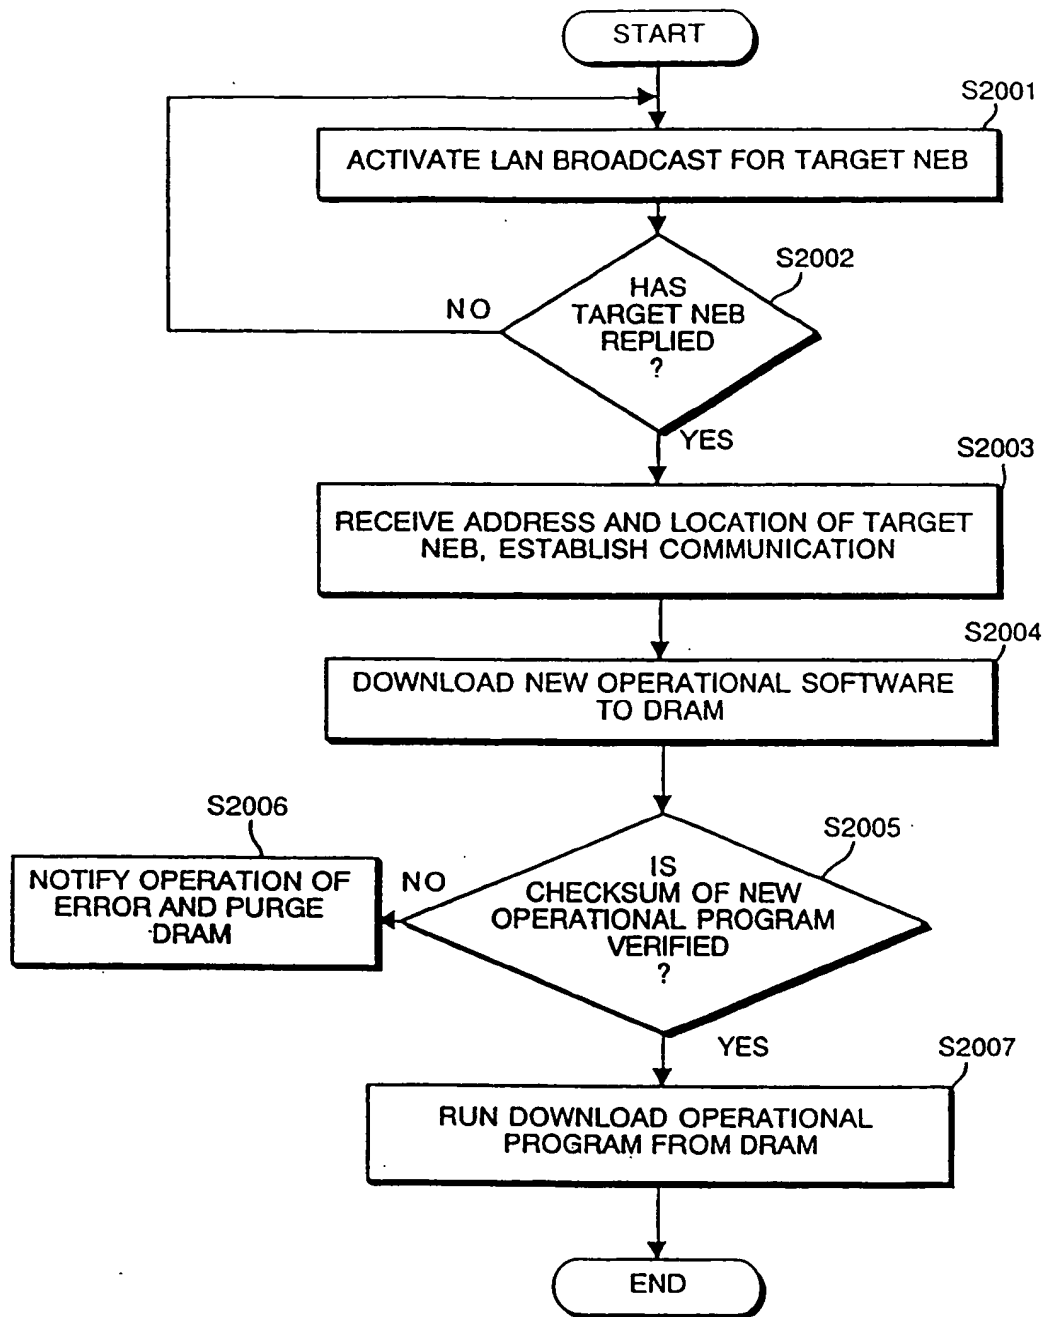 START
S2001
ACTIVATE LAN BROADCAST FOR TARGET NEB
S2002
HAS
TARGET NEB
REPLIED
?
NO
YES
S2003
RECEIVE ADDRESS AND LOCATION OF TARGET
NEB, ESTABLISH COMMUNICATION
S2004
DOWNLOAD NEW OPERATIONAL SOFTWARE
TO DRAM
S2006
S2005
NOTIFY OPERATION OF
ERROR AND PURGE
DRAM
NO
IS
CHECKSUM OF NEW
OPERATIONAL PROGRAM
VERIFIED
?
YES
S2007
RUN DOWNLOAD OPERATIONAL
PROGRAM FROM DRAM
END